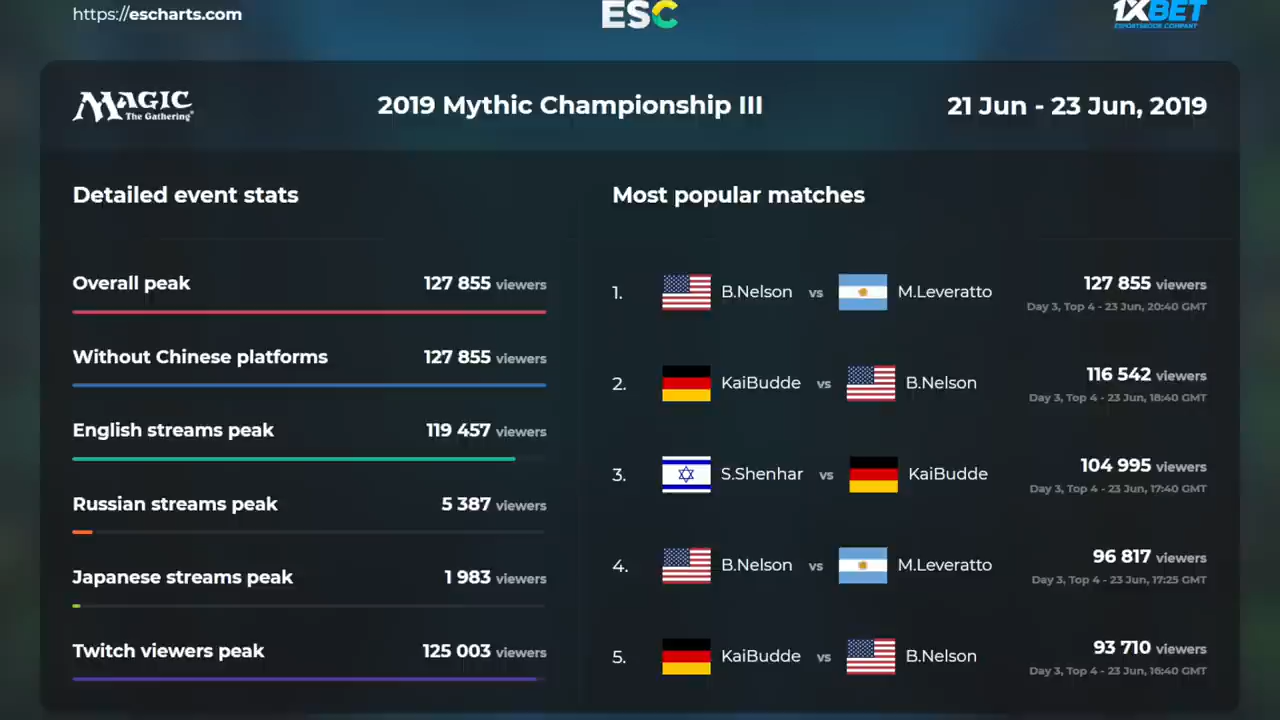 https://escharts.com
ESC
1XBET
ESPORTSBOOK COMPANY
MAGIC
The Gathering®
2019 Mythic Championship III
21 Jun - 23 Jun, 2019
Detailed event stats
Overall peak 127 855 viewers
Without Chinese platforms 127 855 viewers
English streams peak 119 457 viewers
Russian streams peak 5 387 viewers
Japanese streams peak 1 983 viewers
Twitch viewers peak 125 003 viewers
Most popular matches
1. B.Nelson vs M.Leveratto 127 855 viewers
Day 3, Top 4 - 23 Jun, 20:40 GMT
2. KaiBudde vs B.Nelson 116 542 viewers
Day 3, Top 4 - 23 Jun, 18:40 GMT
3. S.Shenhar vs KaiBudde 104 995 viewers
Day 3, Top 4 - 23 Jun, 17:40 GMT
4. B.Nelson vs M.Leveratto 96 817 viewers
Day 3, Top 4 - 23 Jun, 17:25 GMT
5. KaiBudde vs B.Nelson 93 710 viewers
Day 3, Top 4 - 23 Jun, 16:40 GMT